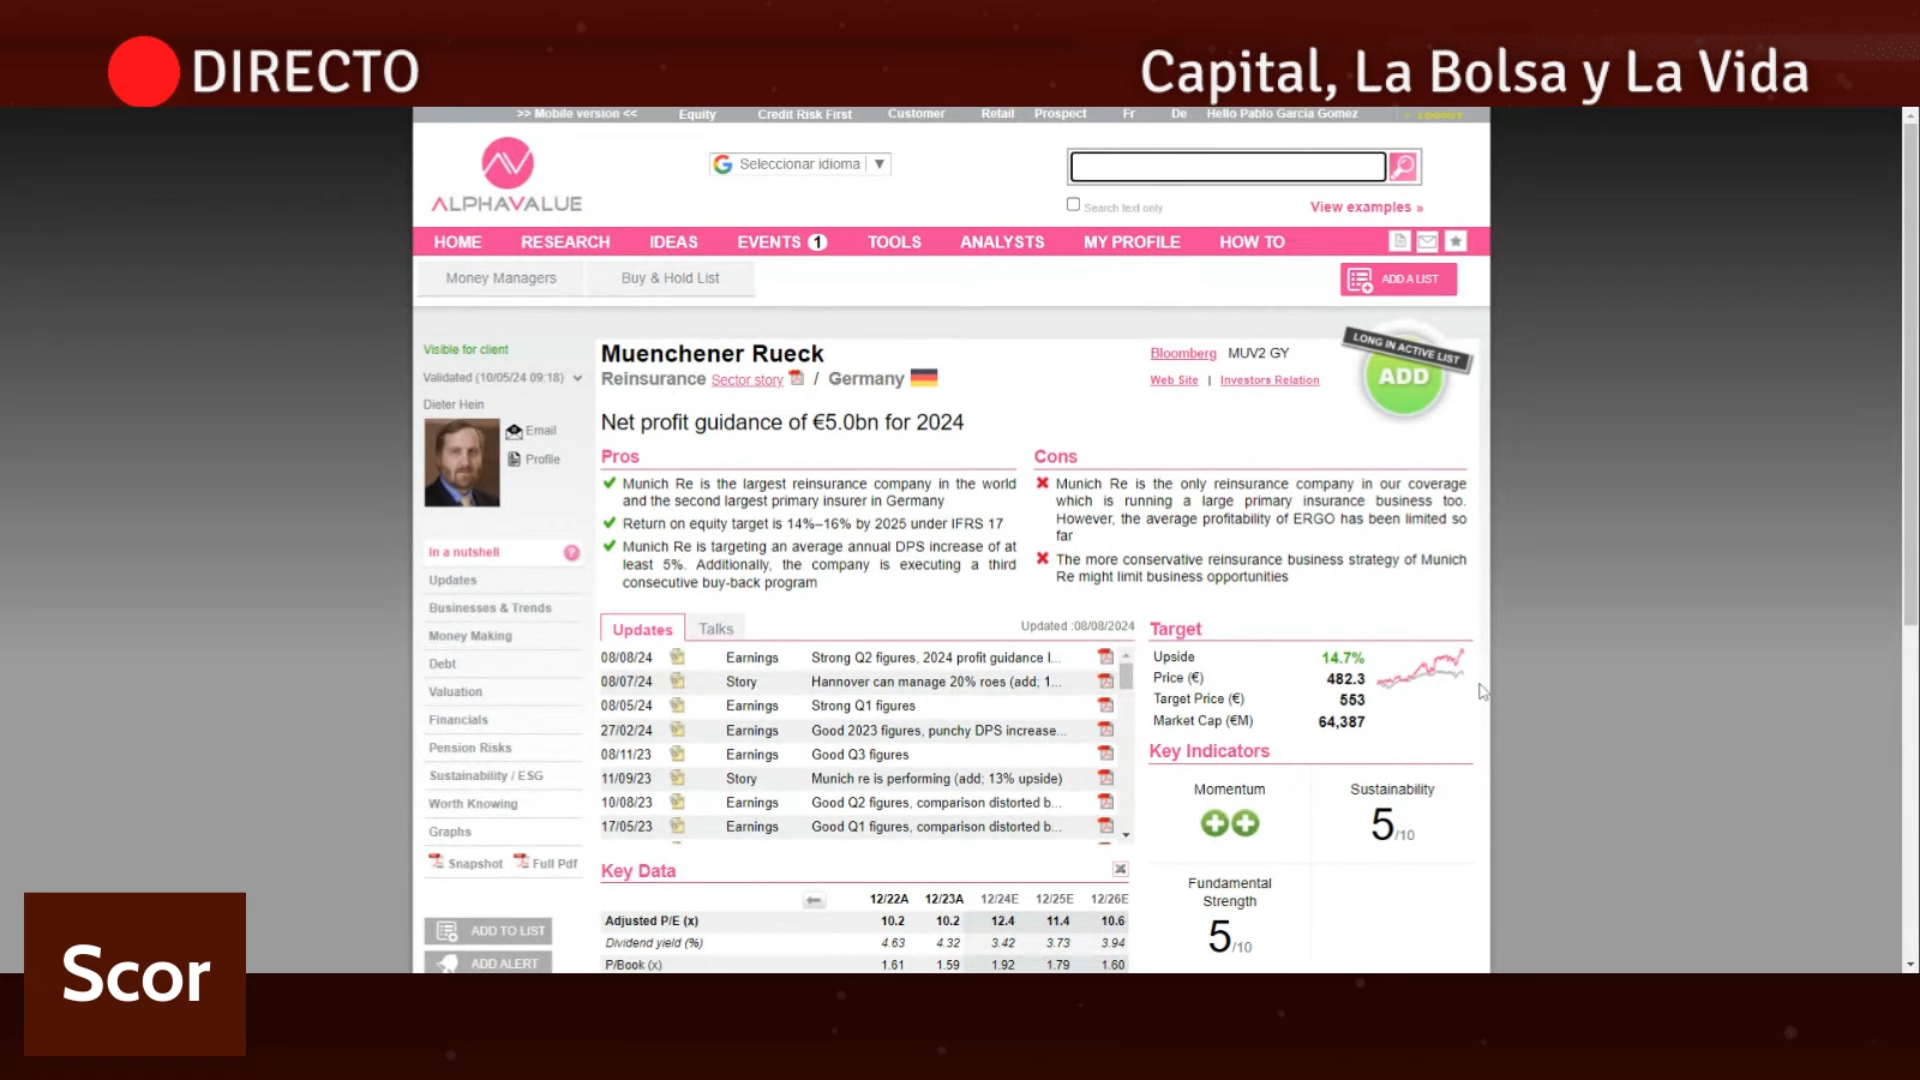 DIRECTO
Capital, La Bolsa y La Vida
>> Mobile version << Equity Credit Risk First Customer Retail Prospect Fr De Hello Pablo Garcia Gomez
ALPHAVALUE
Seleccionar idioma ▼
Search text only
View examples »
HOME RESEARCH IDEAS EVENTS 1 TOOLS ANALYSTS MY PROFILE HOW TO
Money Managers Buy & Hold List
ADD A LIST
Visible for client
Validated (10/05/24 09:18)
Dieter Hein
Email
Profile
In a nutshell ?
Updates
Businesses & Trends
Money Making
Debt
Valuation
Financials
Pension Risks
Sustainability / ESG
Worth Knowing
Graphs
Snapshot Full Pdf
ADD TO LIST
ADD ALERT
Muenchener Rueck
Reinsurance Sector story / Germany
Bloomberg MUV2 GY
Web Site | Investors Relation
LONG IN ACTIVE LIST
ADD
Net profit guidance of €5.0bn for 2024
Pros
Munich Re is the largest reinsurance company in the world
and the second largest primary insurer in Germany
Return on equity target is 14%–16% by 2025 under IFRS 17
Munich Re is targeting an average annual DPS increase of at
least 5%. Additionally, the company is executing a third
consecutive buy-back program
Cons
Munich Re is the only reinsurance company in our coverage
which is running a large primary insurance business too.
However, the average profitability of ERGO has been limited so
far
The more conservative reinsurance business strategy of Munich
Re might limit business opportunities
Updates Talks Updated :08/08/2024
08/08/24 Earnings Strong Q2 figures, 2024 profit guidance l...
08/07/24 Story Hannover can manage 20% roes (add; 1...
08/05/24 Earnings Strong Q1 figures
27/02/24 Earnings Good 2023 figures, punchy DPS increase...
08/11/23 Earnings Good Q3 figures
11/09/23 Story Munich re is performing (add; 13% upside)
10/08/23 Earnings Good Q2 figures, comparison distorted b...
17/05/23 Earnings Good Q1 figures, comparison distorted b...
Target
Upside 14.7%
Price (€) 482.3
Target Price (€) 553
Market Cap (€M) 64,387
Key Indicators
Momentum
Sustainability
5/10
Fundamental
Strength
5/10
Key Data
12/22A 12/23A 12/24E 12/25E 12/26E
Adjusted P/E (x) 10.2 10.2 12.4 11.4 10.6
Dividend yield (%) 4.63 4.32 3.42 3.73 3.94
P/Book (x) 1.61 1.59 1.92 1.79 1.60
Scor